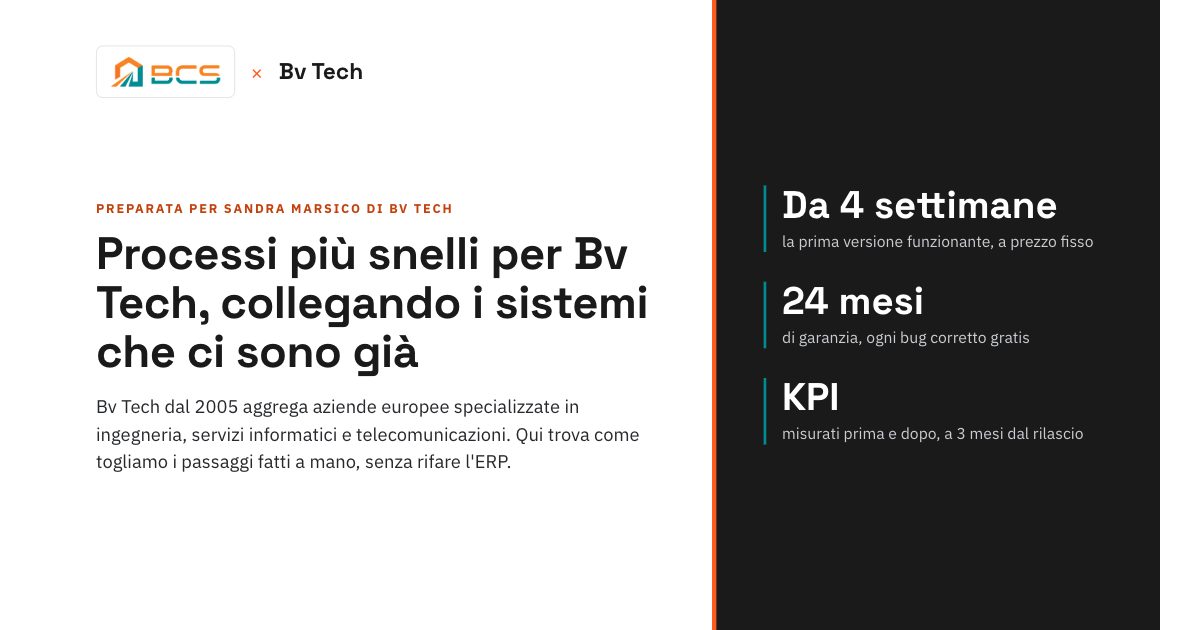 BCS × Bv Tech
PREPARATA PER SANDRA MARSICO DI BV TECH
Processi più snelli per Bv
Tech, collegando i sistemi
che ci sono già
Bv Tech dal 2005 aggrega aziende europee specializzate in
ingegneria, servizi informatici e telecomunicazioni. Qui trova come
togliamo i passaggi fatti a mano, senza rifare l'ERP.
Da 4 settimane
la prima versione funzionante, a prezzo fisso
24 mesi
di garanzia, ogni bug corretto gratis
KPI
misurati prima e dopo, a 3 mesi dal rilascio